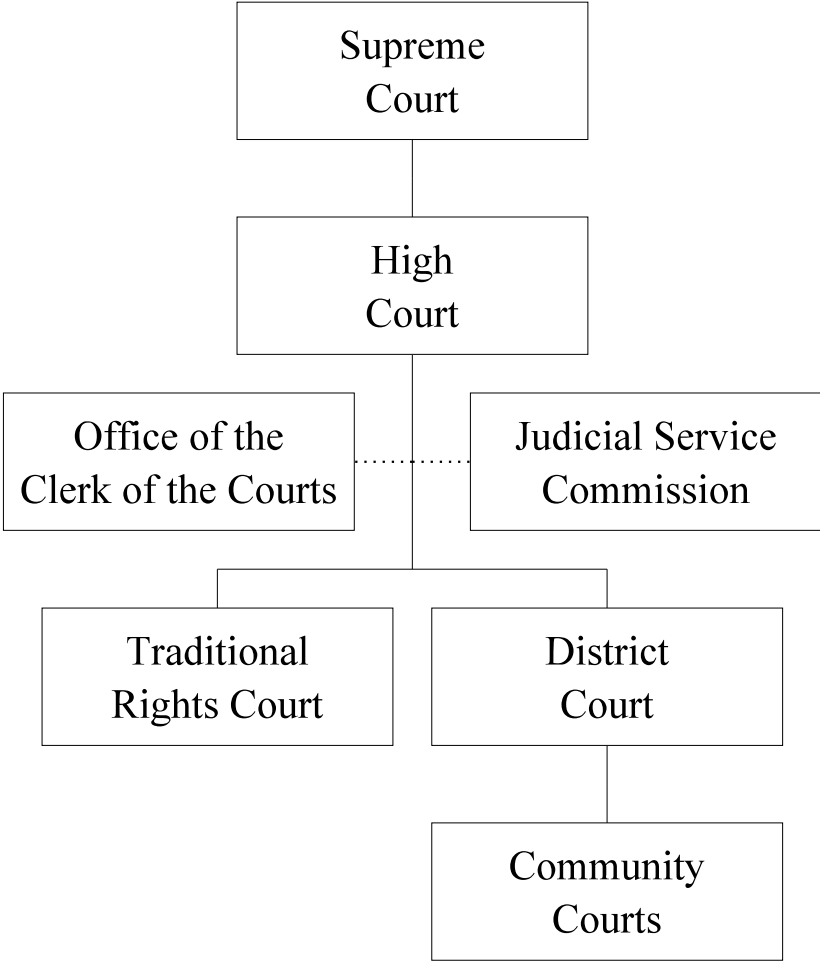 Supreme
Court
High
Court
Office of the
Clerk of the Courts
Judicial Service
Commission
Traditional
Rights Court
District
Court
Community
Courts